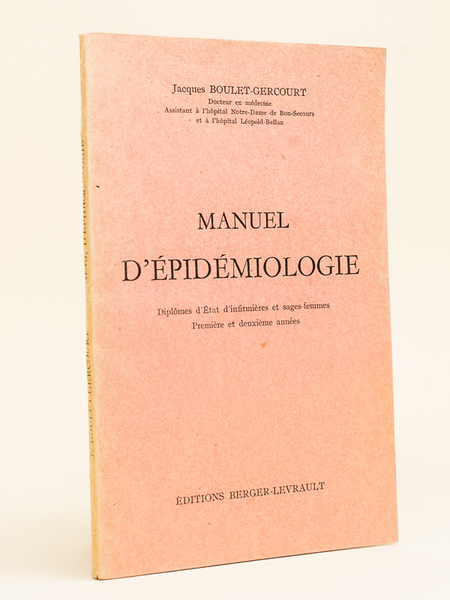 Jacques BOULET-GERCOURT
Docteur en médecine
Assistant à l'hôpital Notre-Dame de Bon-Secours
et à l'hôpital Léopold-Bellan
MANUEL
D'ÉPIDÉMIOLOGIE
Diplômes d'État d'infirmières et sages-femmes
Première et deuxième années
ÉDITIONS BERGER-LEVRAULT